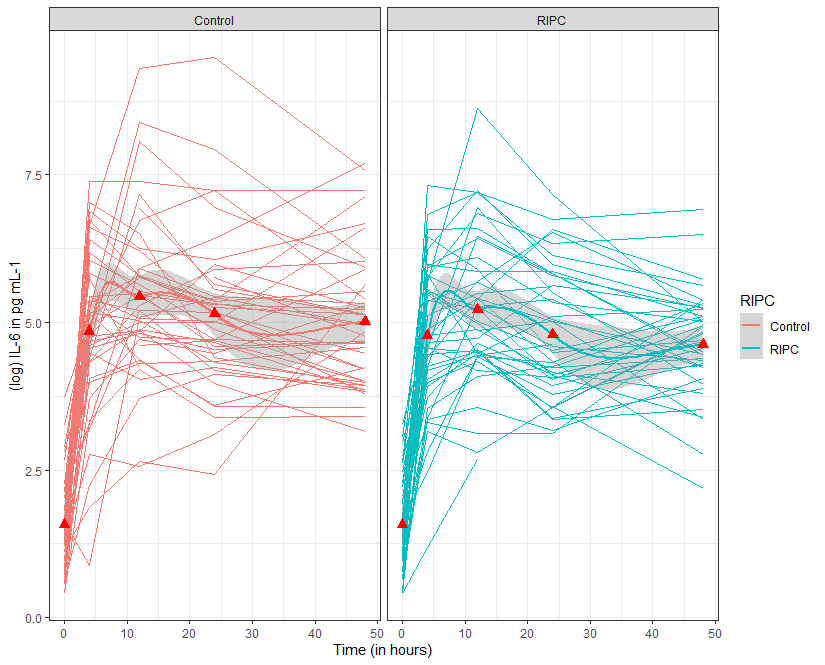 Control
RIPC
(log) IL-6 in pg mL-1
7.5
5.0
2.5
0.0
0 10 20 30 40 50
0 10 20 30 40 50
Time (in hours)
RIPC
Control
RIPC